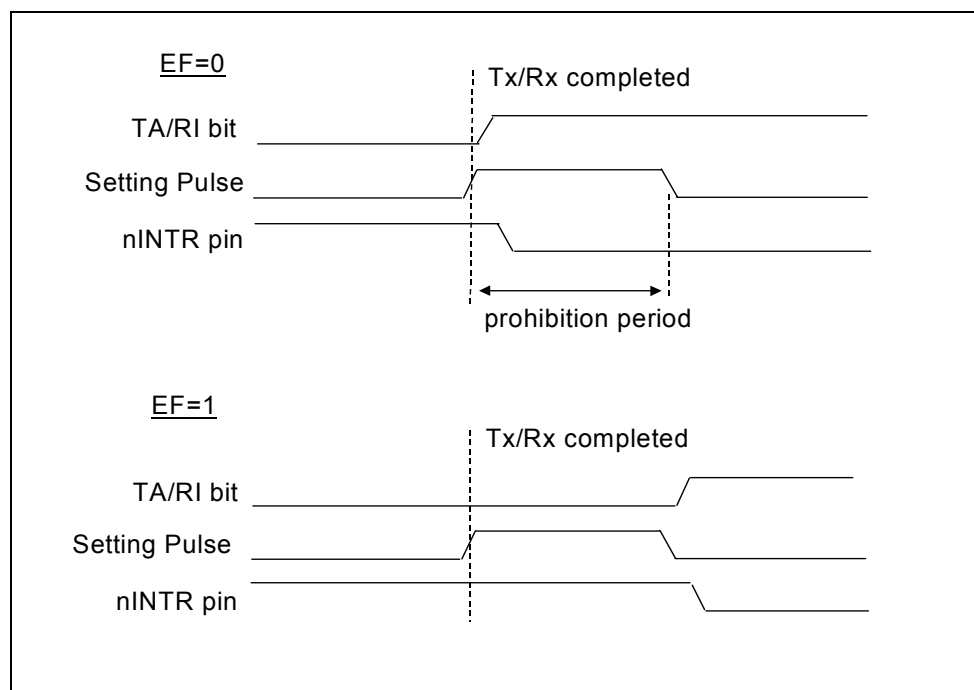 EF=0
Tx/Rx completed
TA/RI bit
Setting Pulse
nINTR pin
prohibition period
EF=1
Tx/Rx completed
TA/RI bit
Setting Pulse
nINTR pin